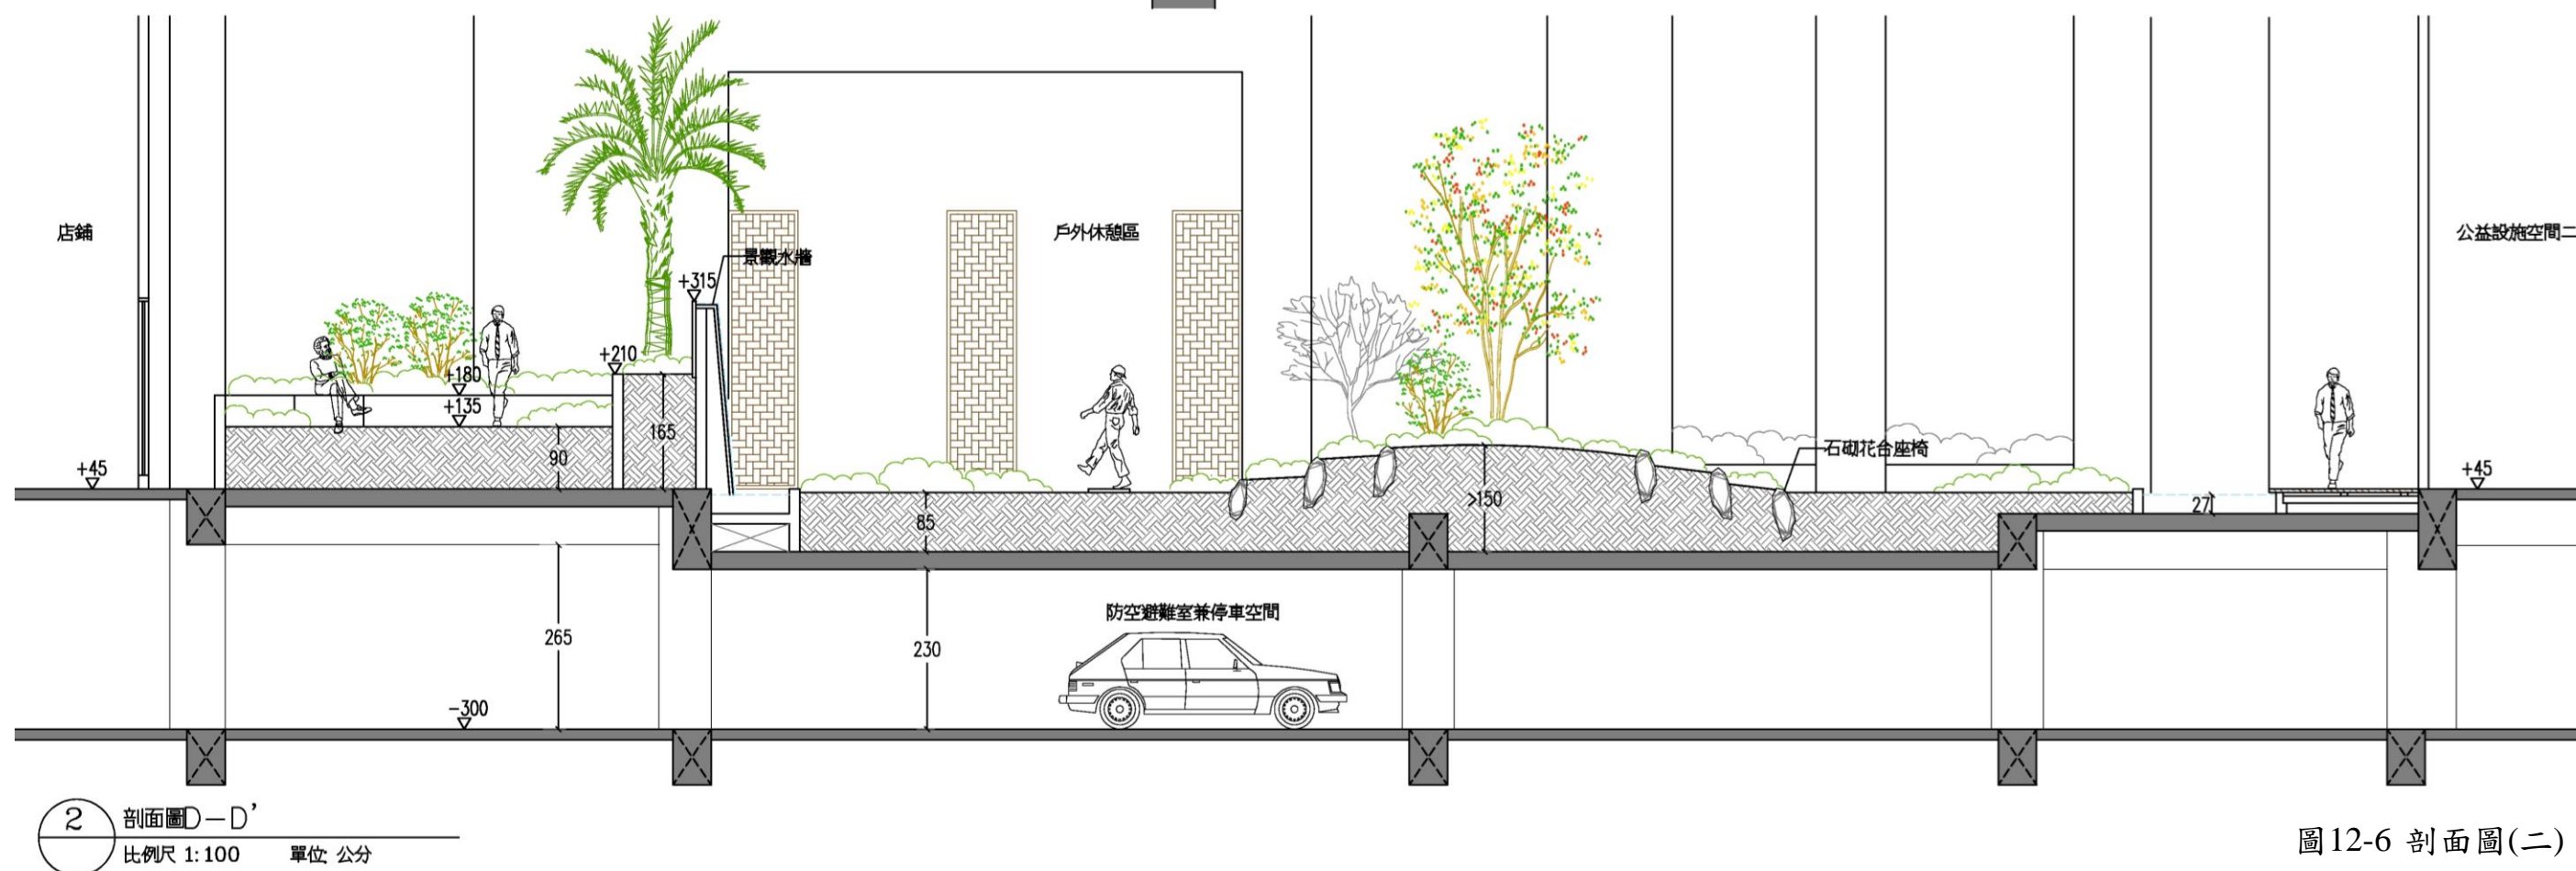 店鋪
景觀水牆
戶外休憩區
公益設施空間二
+315
+210
+180
+135
165
90
+45
石砌花台座椅
+45
85
>150
27
防空避難室兼停車空間
265
230
-300
2
剖面圖D-D'
比例尺 1:100 單位: 公分
圖12-6 剖面圖(二)